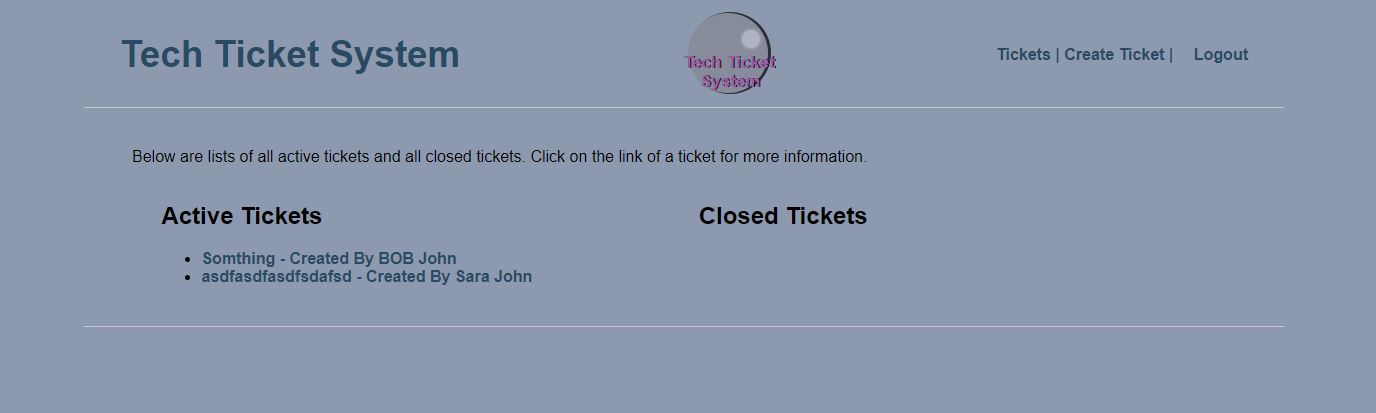 Tech Ticket System
Tech Ticket
System
Tickets | Create Ticket | Logout
Below are lists of all active tickets and all closed tickets. Click on the link of a ticket for more information.
Active Tickets
Closed Tickets
Somthing - Created By BOB John
asdfasdfasdfsdafsd - Created By Sara John